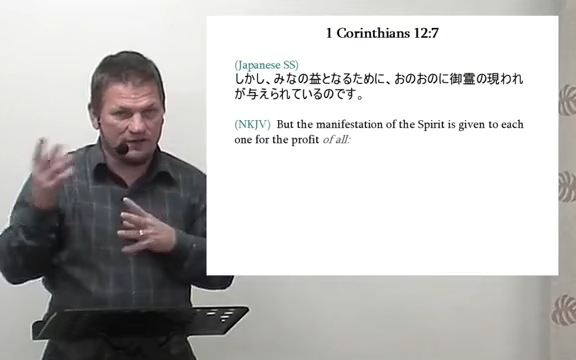 1 Corinthians 12:7
(Japanese SS)
しかし、みなの益となるために、おのおのに御霊の現われ
が与えられているのです。
(NKJV) But the manifestation of the Spirit is given to each
one for the profit of all: